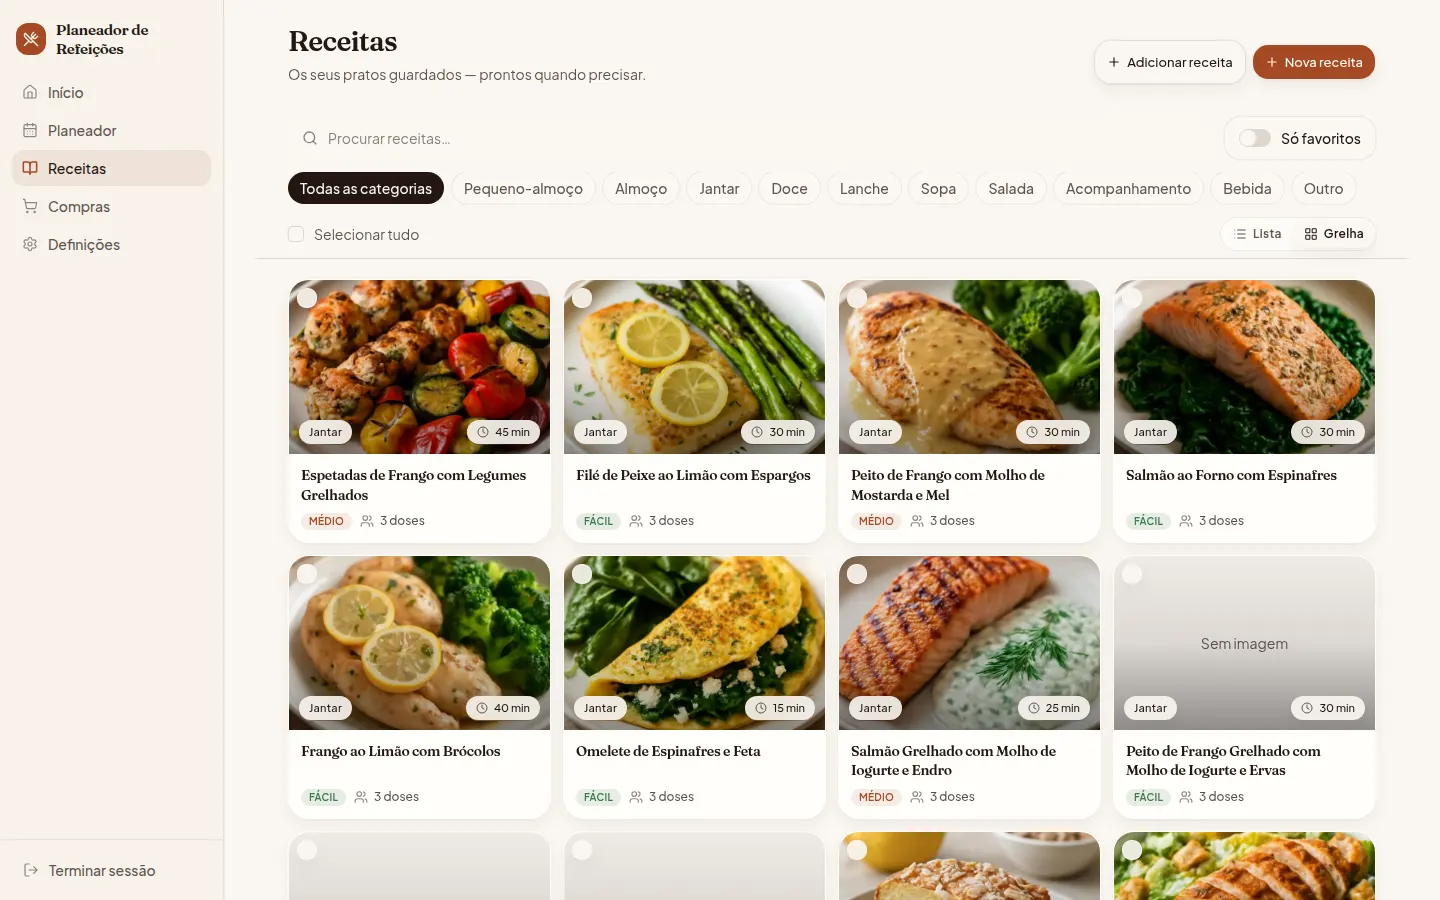 Planeador de
Refeições
Início
Planeador
Receitas
Compras
Definições
Terminar sessão
Receitas
Os seus pratos guardados — prontos quando precisar.
Adicionar receita
Nova receita
Procurar receitas...
Só favoritos
Todas as categorias
Pequeno-almoço
Almoço
Jantar
Doce
Lanche
Sopa
Salada
Acompanhamento
Bebida
Outro
Selecionar tudo
Lista
Grelha
Jantar
45 min
Espetadas de Frango com Legumes
Grelhados
MÉDIO
3 doses
Jantar
30 min
Filé de Peixe ao Limão com Espargos
FÁCIL
3 doses
Jantar
30 min
Peito de Frango com Molho de
Mostarda e Mel
MÉDIO
3 doses
Jantar
30 min
Salmão ao Forno com Espinafres
FÁCIL
3 doses
Jantar
40 min
Frango ao Limão com Brócolos
FÁCIL
3 doses
Jantar
15 min
Omelete de Espinafres e Feta
FÁCIL
3 doses
Jantar
25 min
Salmão Grelhado com Molho de
Iogurte e Endro
MÉDIO
3 doses
Sem imagem
Jantar
30 min
Peito de Frango Grelhado com
Molho de Iogurte e Ervas
FÁCIL
3 doses